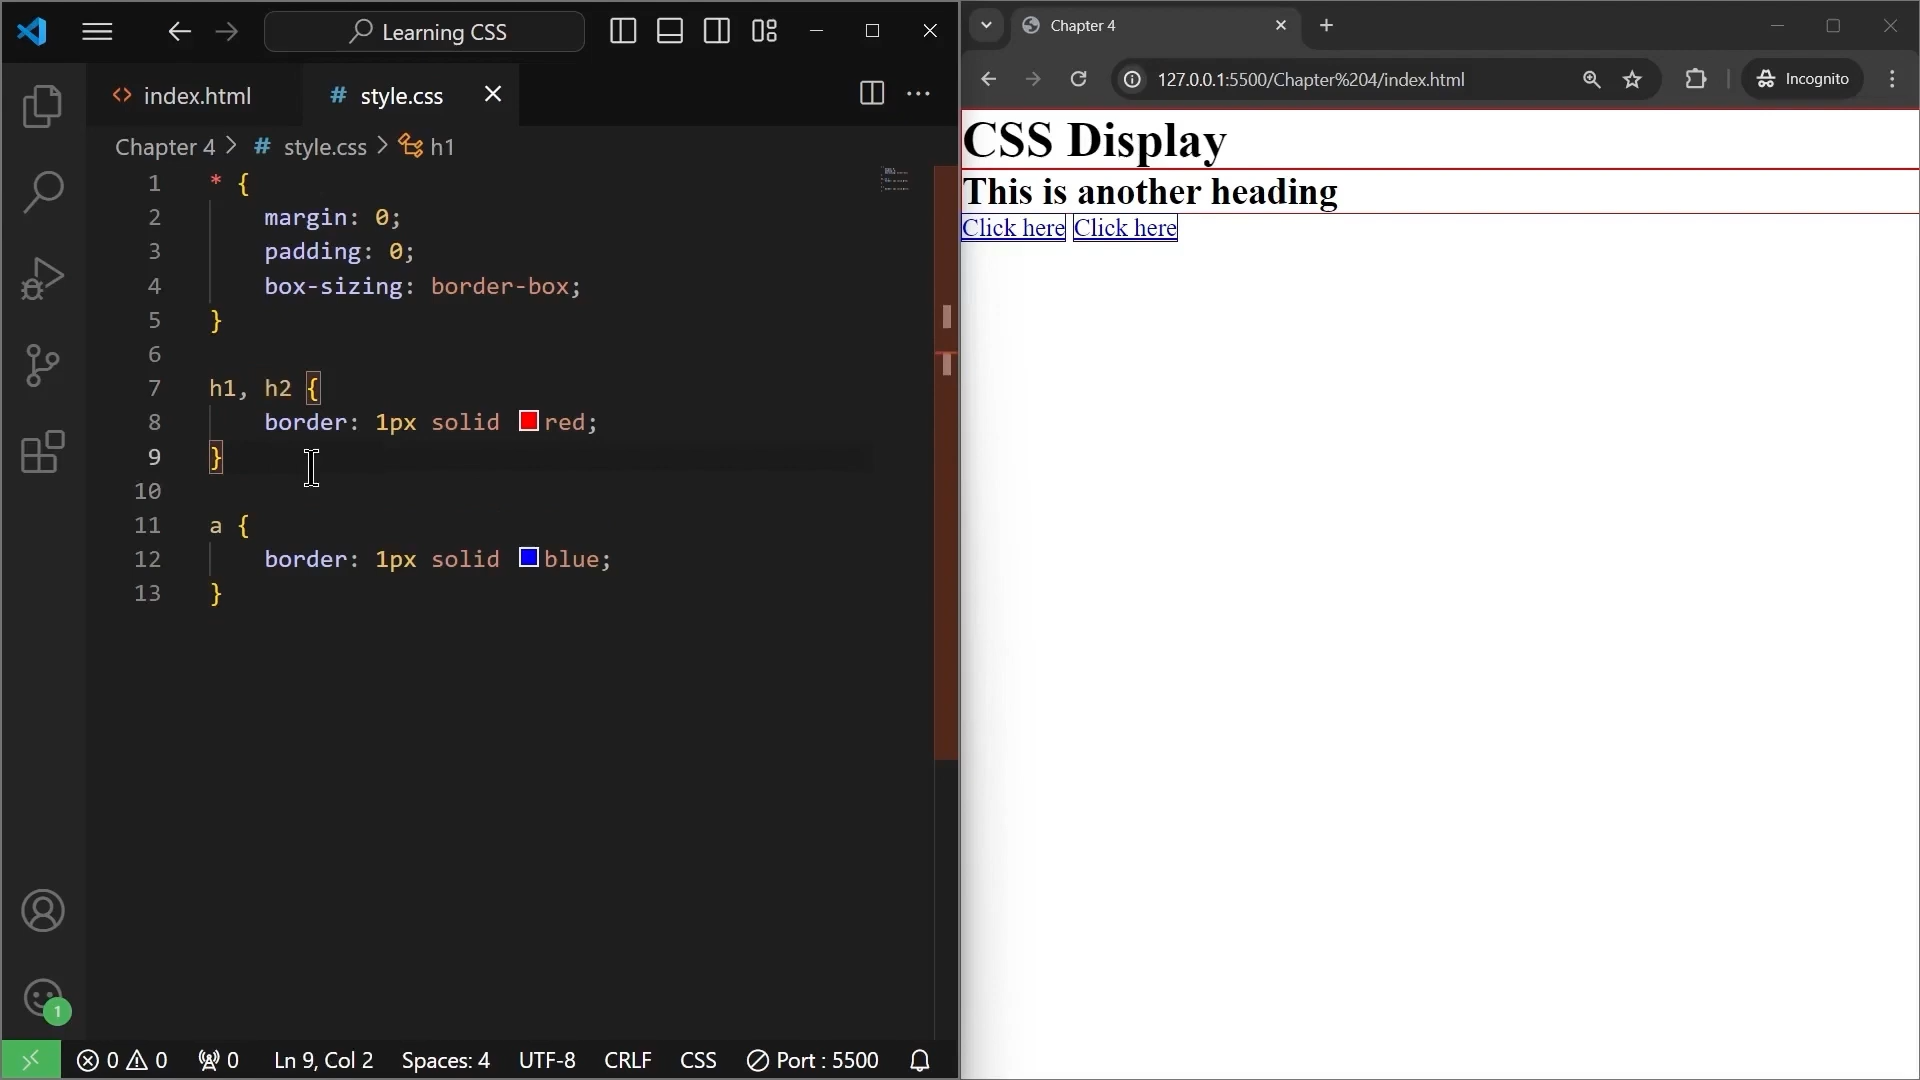 Learning CSS
index.html
# style.css
Chapter 4 > # style.css > h1
1 * {
2 margin: 0;
3 padding: 0;
4 box-sizing: border-box;
5 }
6
7 h1, h2 {
8 border: 1px solid red;
9 }
10
11 a {
12 border: 1px solid blue;
13 }
1
0 0 0 Ln 9, Col 2 Spaces: 4 UTF-8 CRLF CSS Port : 5500
Chapter 4
127.0.0.1:5500/Chapter%204/index.html Incognito
CSS Display
This is another heading
Click here Click here